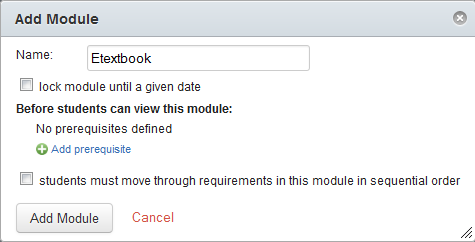 Add Module
Name: Etextbook
lock module until a given date
Before students can view this module:
No prerequisites defined
Add prerequisite
students must move through requirements in this module in sequential order
Add Module Cancel